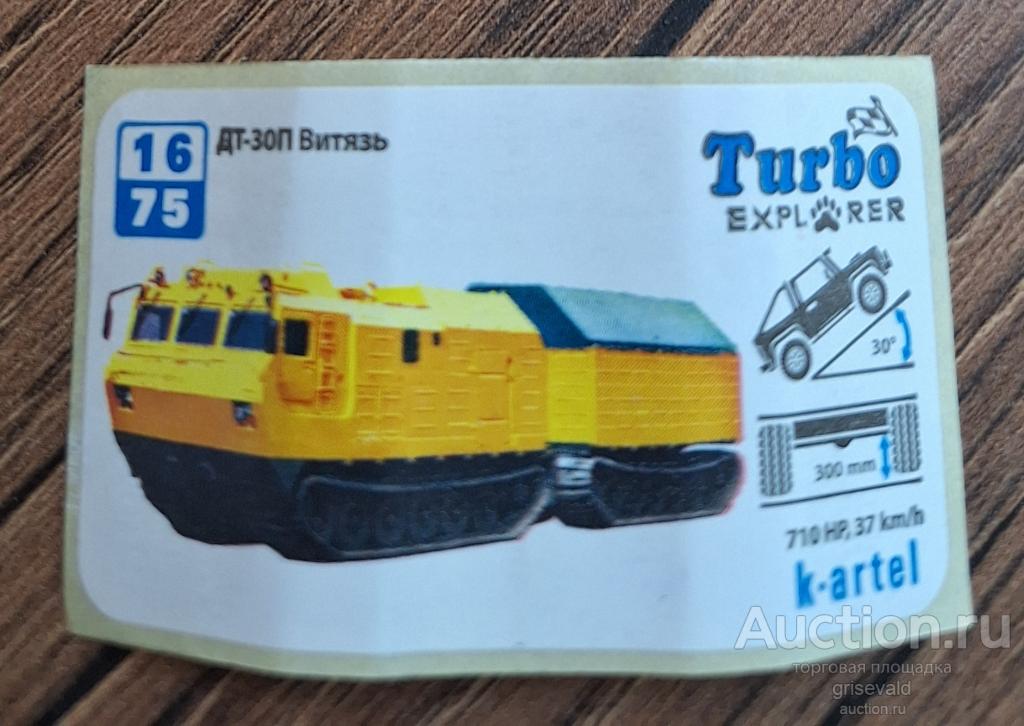 16
75
ДТ-30П Витязь
Turbo
EXPLORER
30°
300 mm
710 HP, 37 km/h
k-artel
Auction.ru
торговая площадка
grisevald
auction.ru